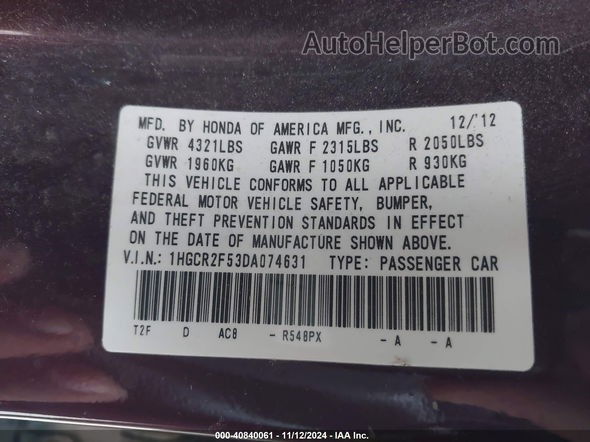 AutoHelperBot.com
MFD. BY HONDA OF AMERICA MFG., INC. 12/'12
GVWR 4321LBS GAWR F 2315LBS R 2050LBS
GVWR 1960KG GAWR F 1050KG R 930KG
THIS VEHICLE CONFORMS TO ALL APPLICABLE
FEDERAL MOTOR VEHICLE SAFETY, BUMPER,
AND THEFT PREVENTION STANDARDS IN EFFECT
ON THE DATE OF MANUFACTURE SHOWN ABOVE.
V.I.N.: 1HGCR2F53DA074631 TYPE: PASSENGER CAR
T2F D AC8 - R548PX - A - A
000-40840061 - 11/12/2024 - IAA Inc.